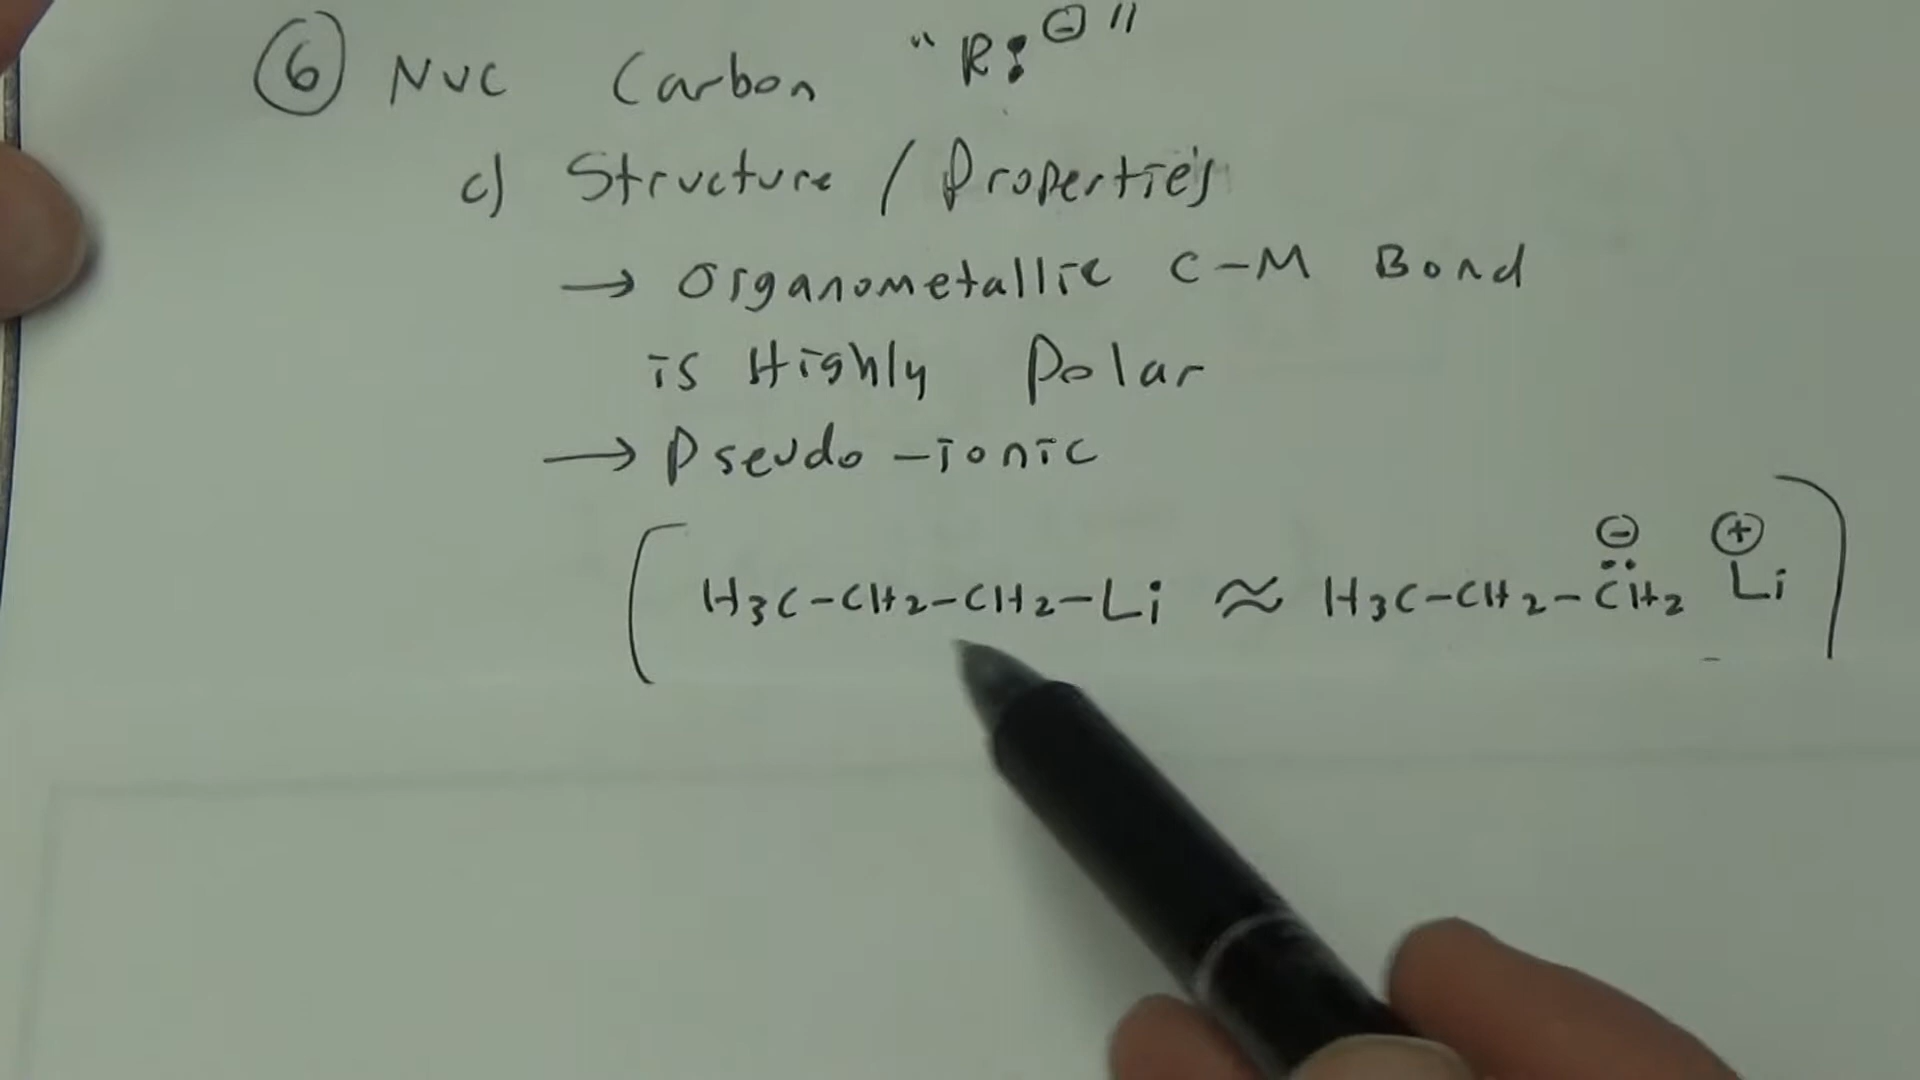 ⑥ Nuc Carbon "R:⊖"
c) Structure / Properties
→ Organometallic C-M Bond
is Highly Polar
→ Pseudo-ionic
(H3C-CH2-CH2-Li ≈ H3C-CH2-C̈H2⊖ Li⊕)